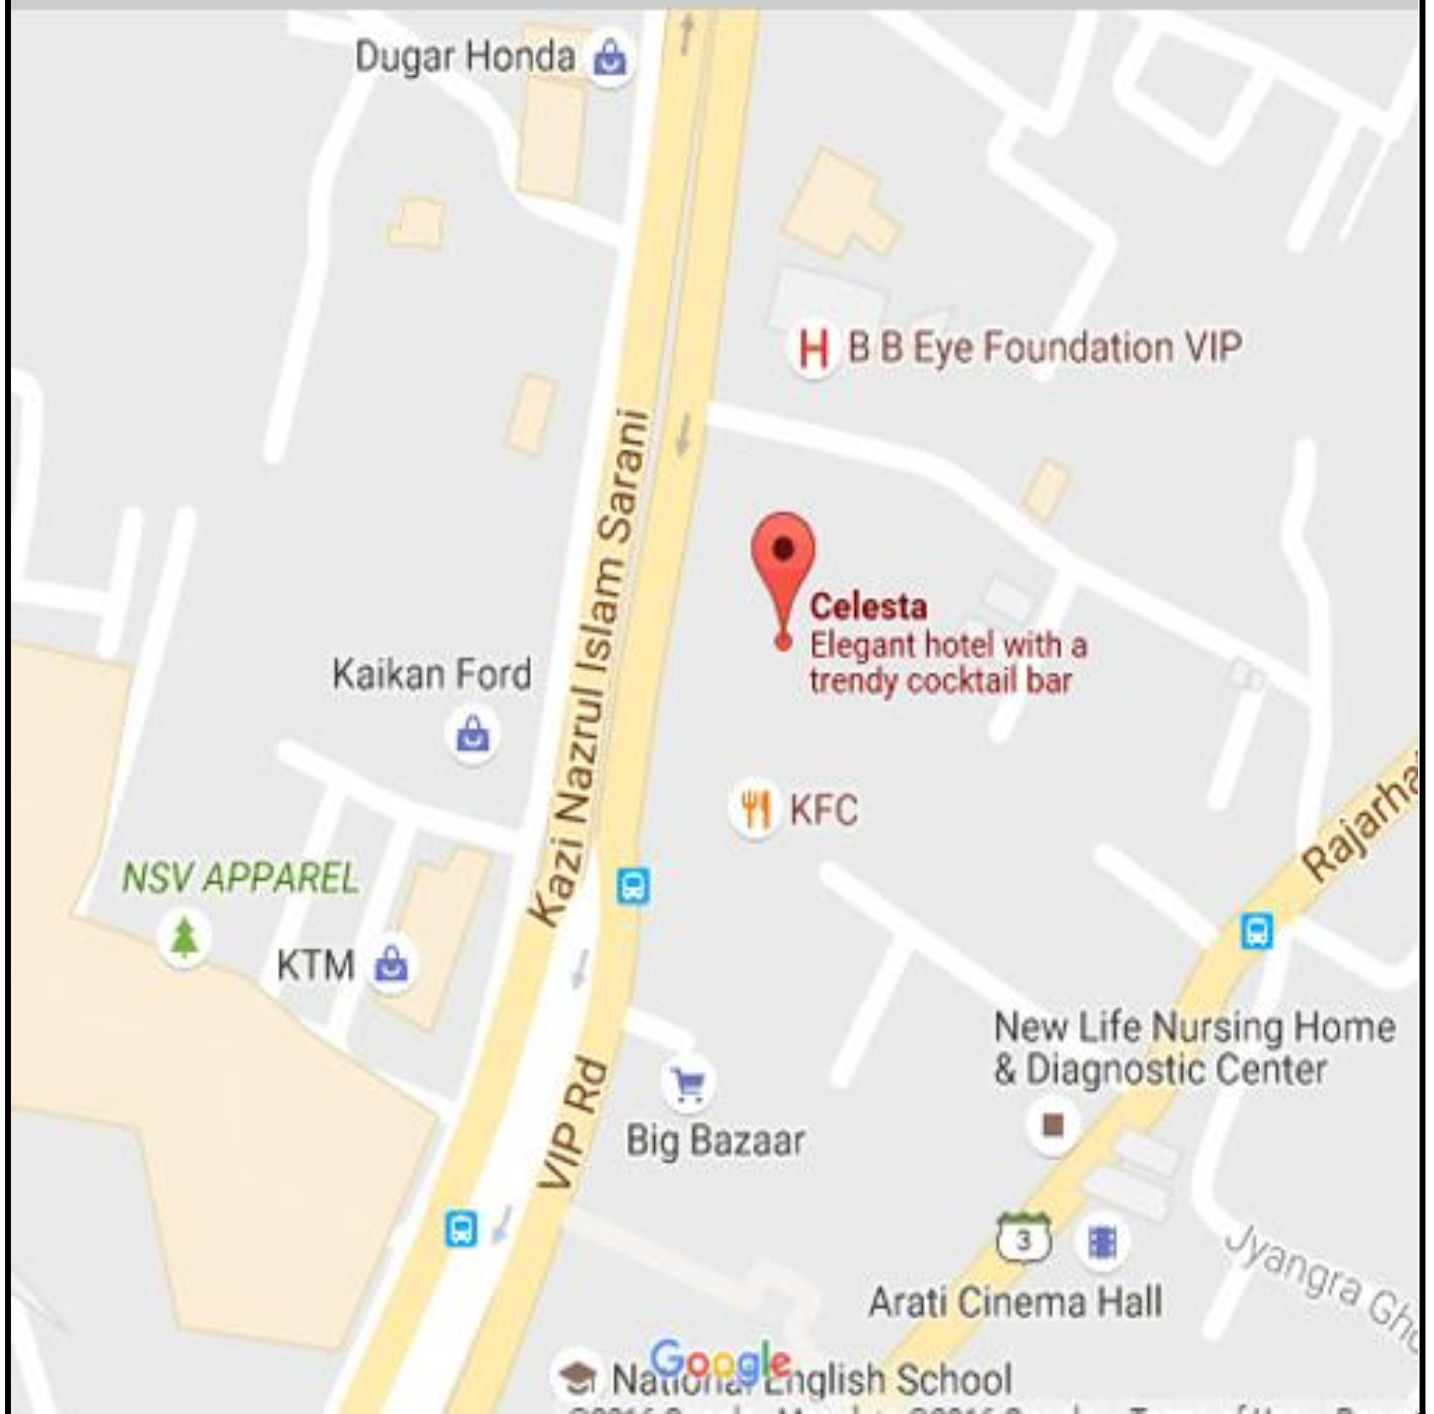 Dugar Honda
H B B Eye Foundation VIP
Kazi Nazrul Islam Sarani
Celesta
Elegant hotel with a
trendy cocktail bar
Kaikan Ford
KFC
Rajarha
NSV APPAREL
KTM
New Life Nursing Home
& Diagnostic Center
VIP Rd
Big Bazaar
3
Jyangra Gho
Arati Cinema Hall
Google
National English School